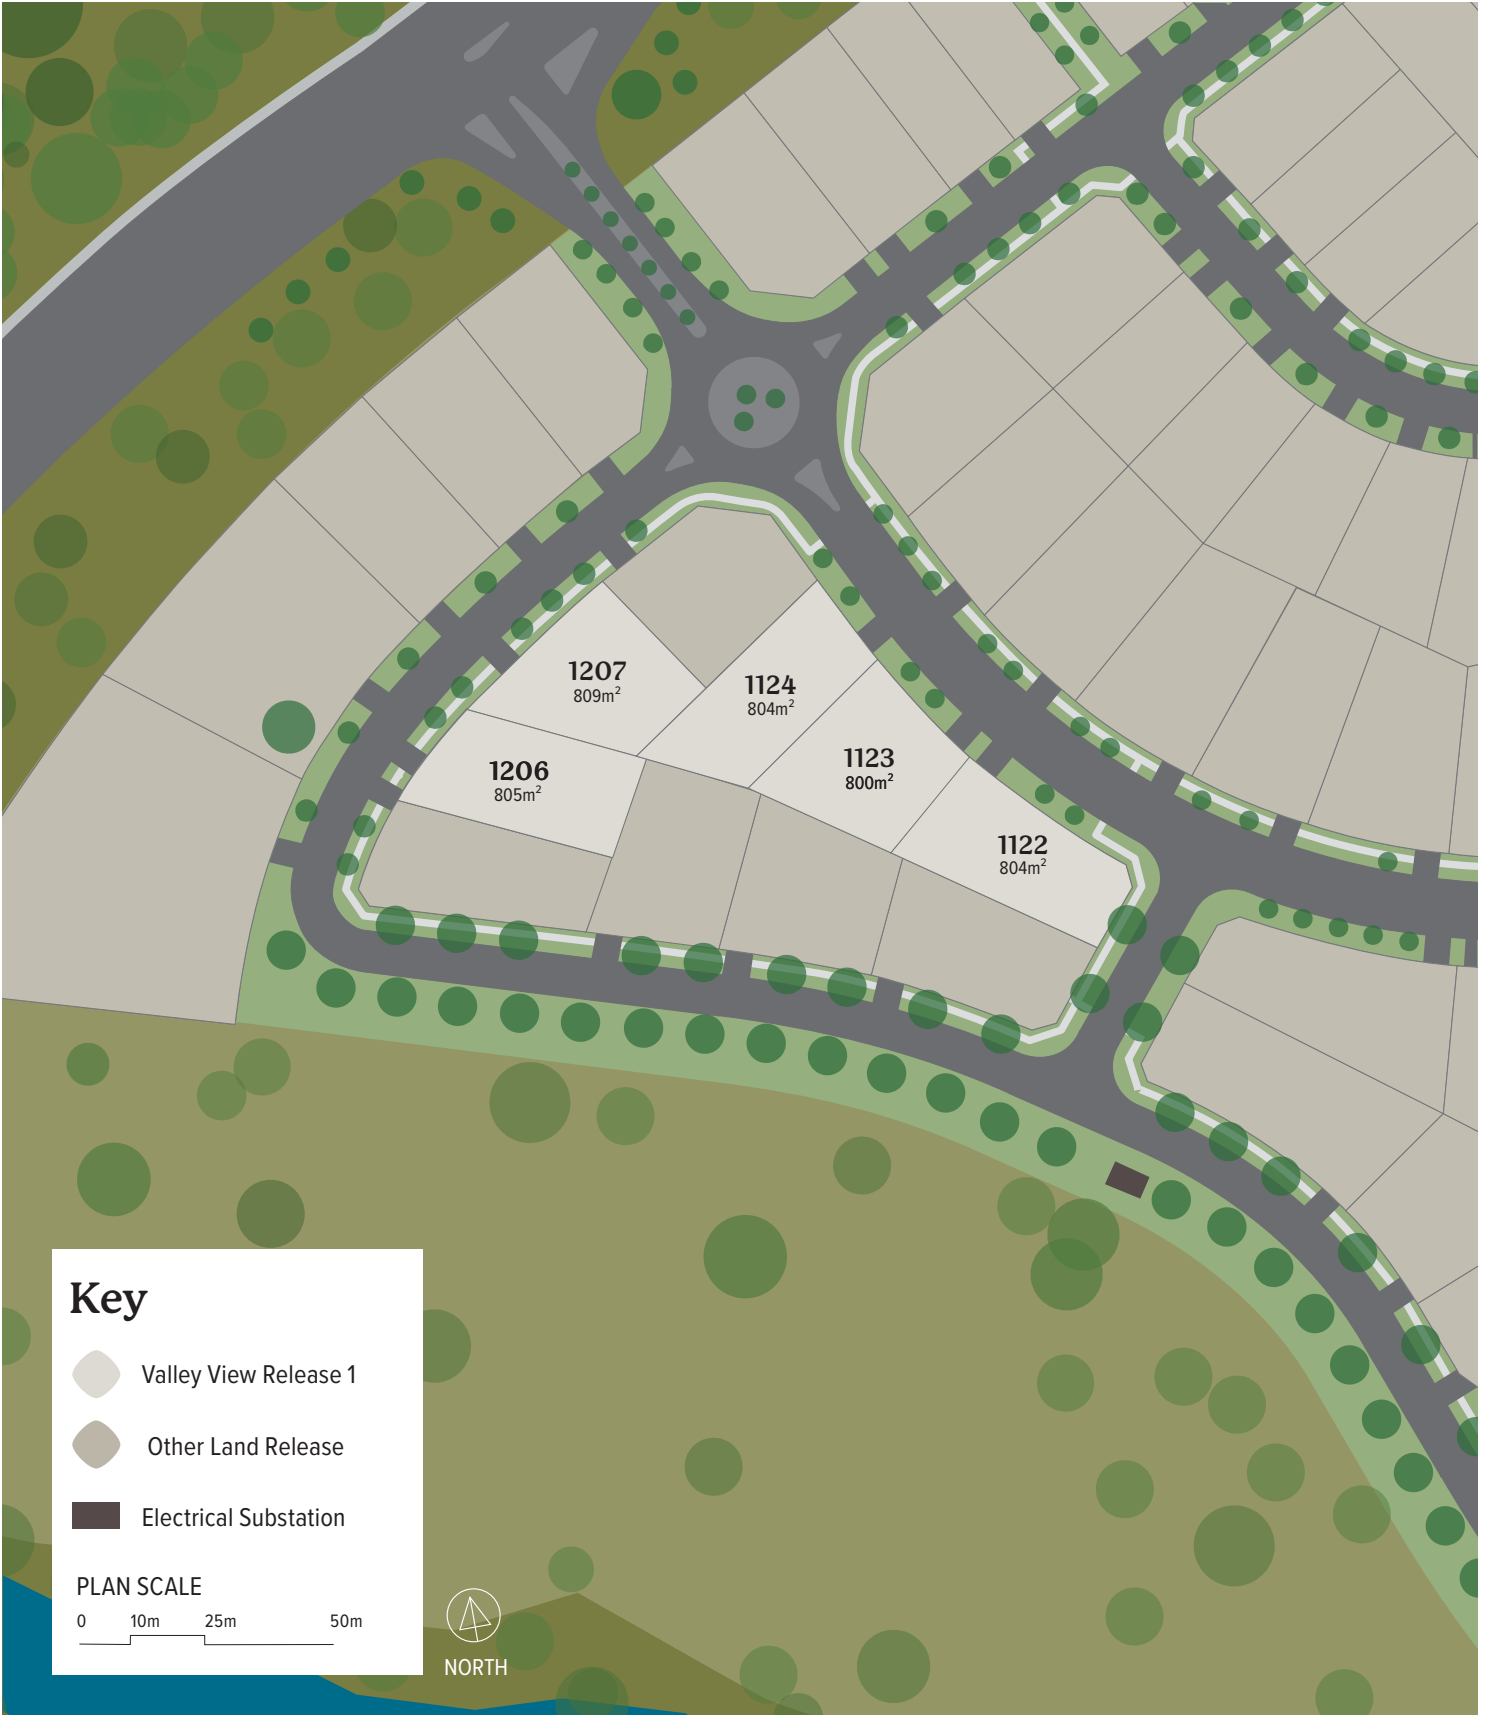 1207
809m²
1124
804m²
1123
800m²
1206
805m²
1122
804m²
Key
Valley View Release 1
Other Land Release
Electrical Substation
PLAN SCALE
0 10m 25m 50m
NORTH